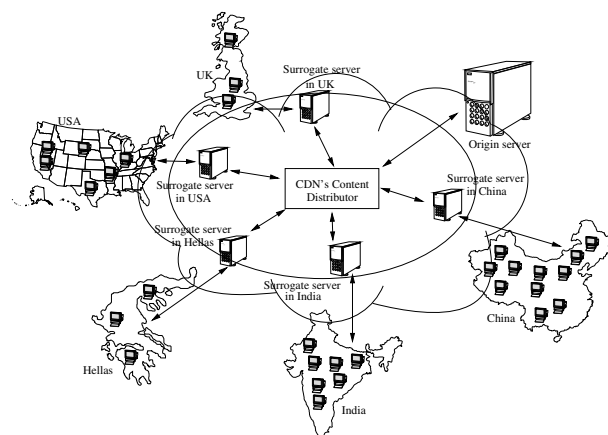 UK
Surrogate server
in UK
USA
Origin server
Surrogate server
in USA
CDN's Content
Distributor
Surrogate server
in China
Surrogate server
in Hellas
Surrogate server
in India
China
Hellas
India